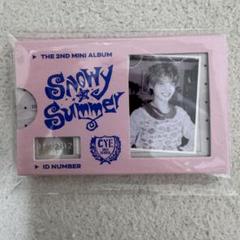 ▸ THE 2ND MINI ALBUM
Snowy
Summer
CYE
▸ ID NUMBER